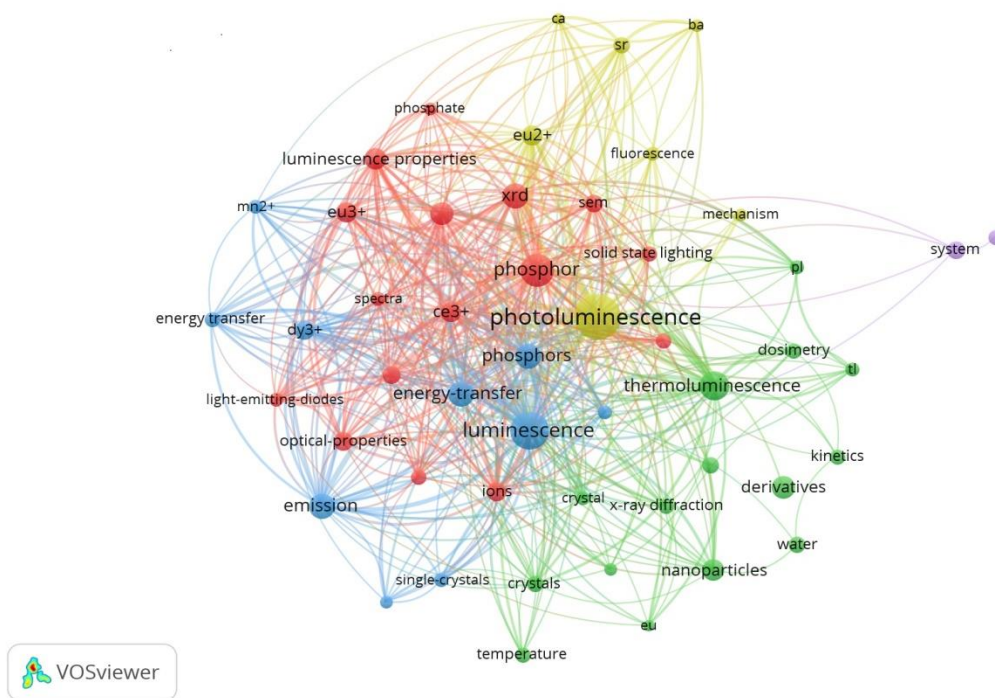 ca
ba
sr
phosphate
eu2+
luminescence properties
fluorescence
xrd
mn2+
eu3+
sem
mechanism
solid state lighting
system
phosphor
pl
spectra
ce3+
photoluminescence
energy transfer
dy3+
phosphors
dosimetry
tl
energy-transfer
thermoluminescence
light-emitting-diodes
luminescence
optical-properties
kinetics
ions
crystal
x-ray diffraction
derivatives
emission
water
single-crystals
crystals
nanoparticles
eu
temperature
VOSviewer